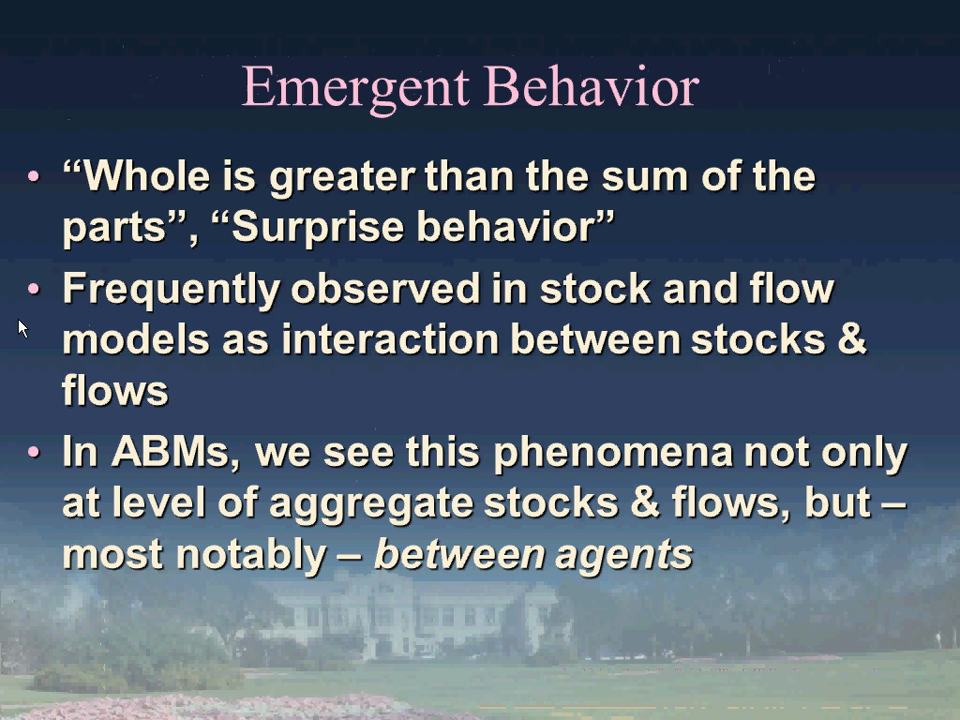 Emergent Behavior
• “Whole is greater than the sum of the
parts”, “Surprise behavior”
• Frequently observed in stock and flow
models as interaction between stocks &
flows
• In ABMs, we see this phenomena not only
at level of aggregate stocks & flows, but –
most notably – between agents